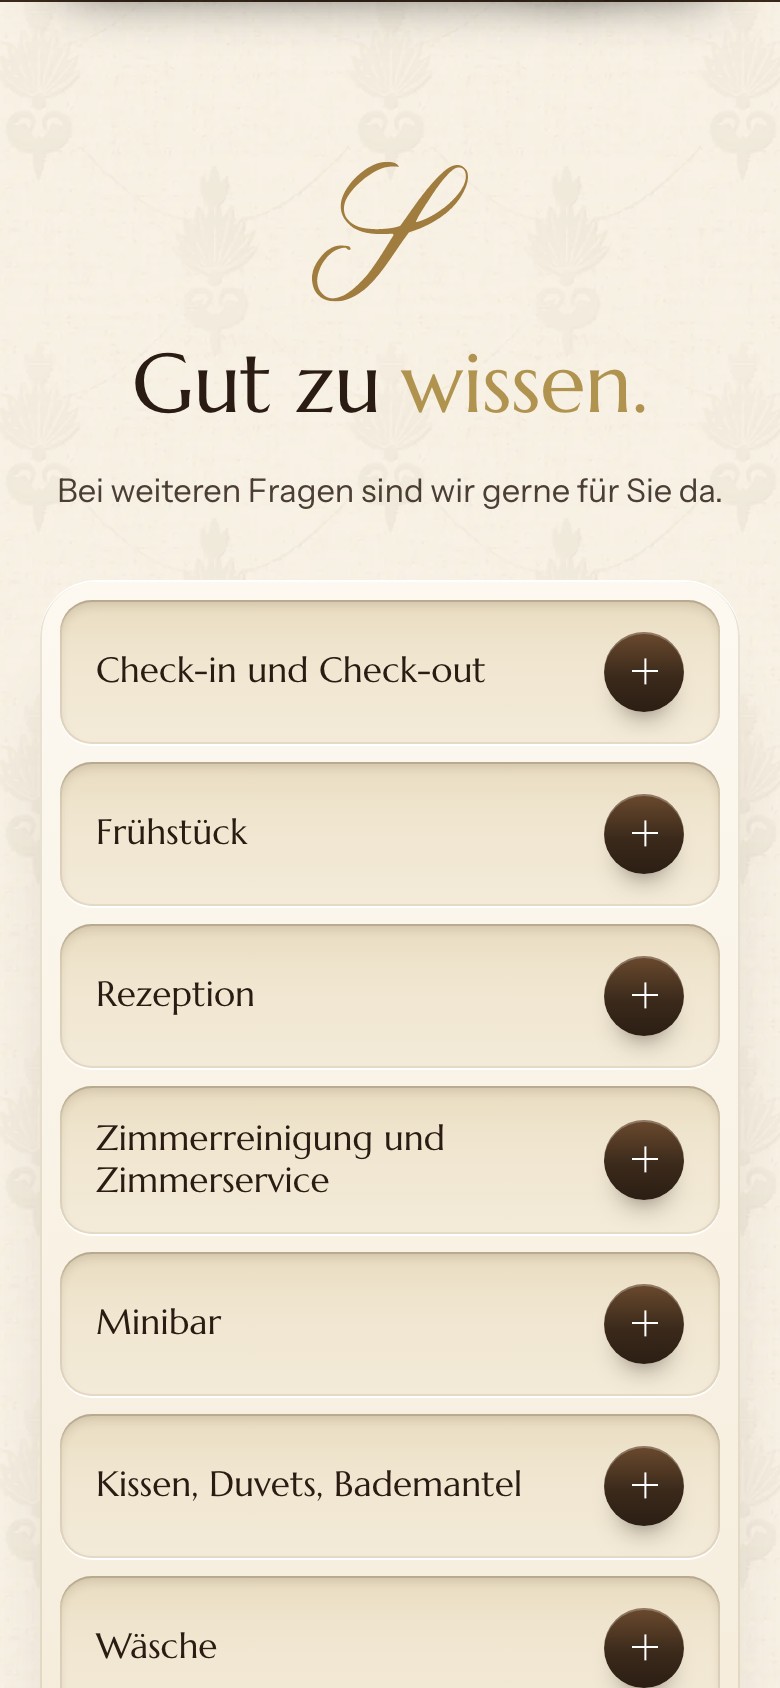 S
Gut zu wissen.
Bei weiteren Fragen sind wir gerne für Sie da.
Check-in und Check-out
Frühstück
Rezeption
Zimmerreinigung und
Zimmerservice
Minibar
Kissen, Duvets, Bademantel
Wäsche